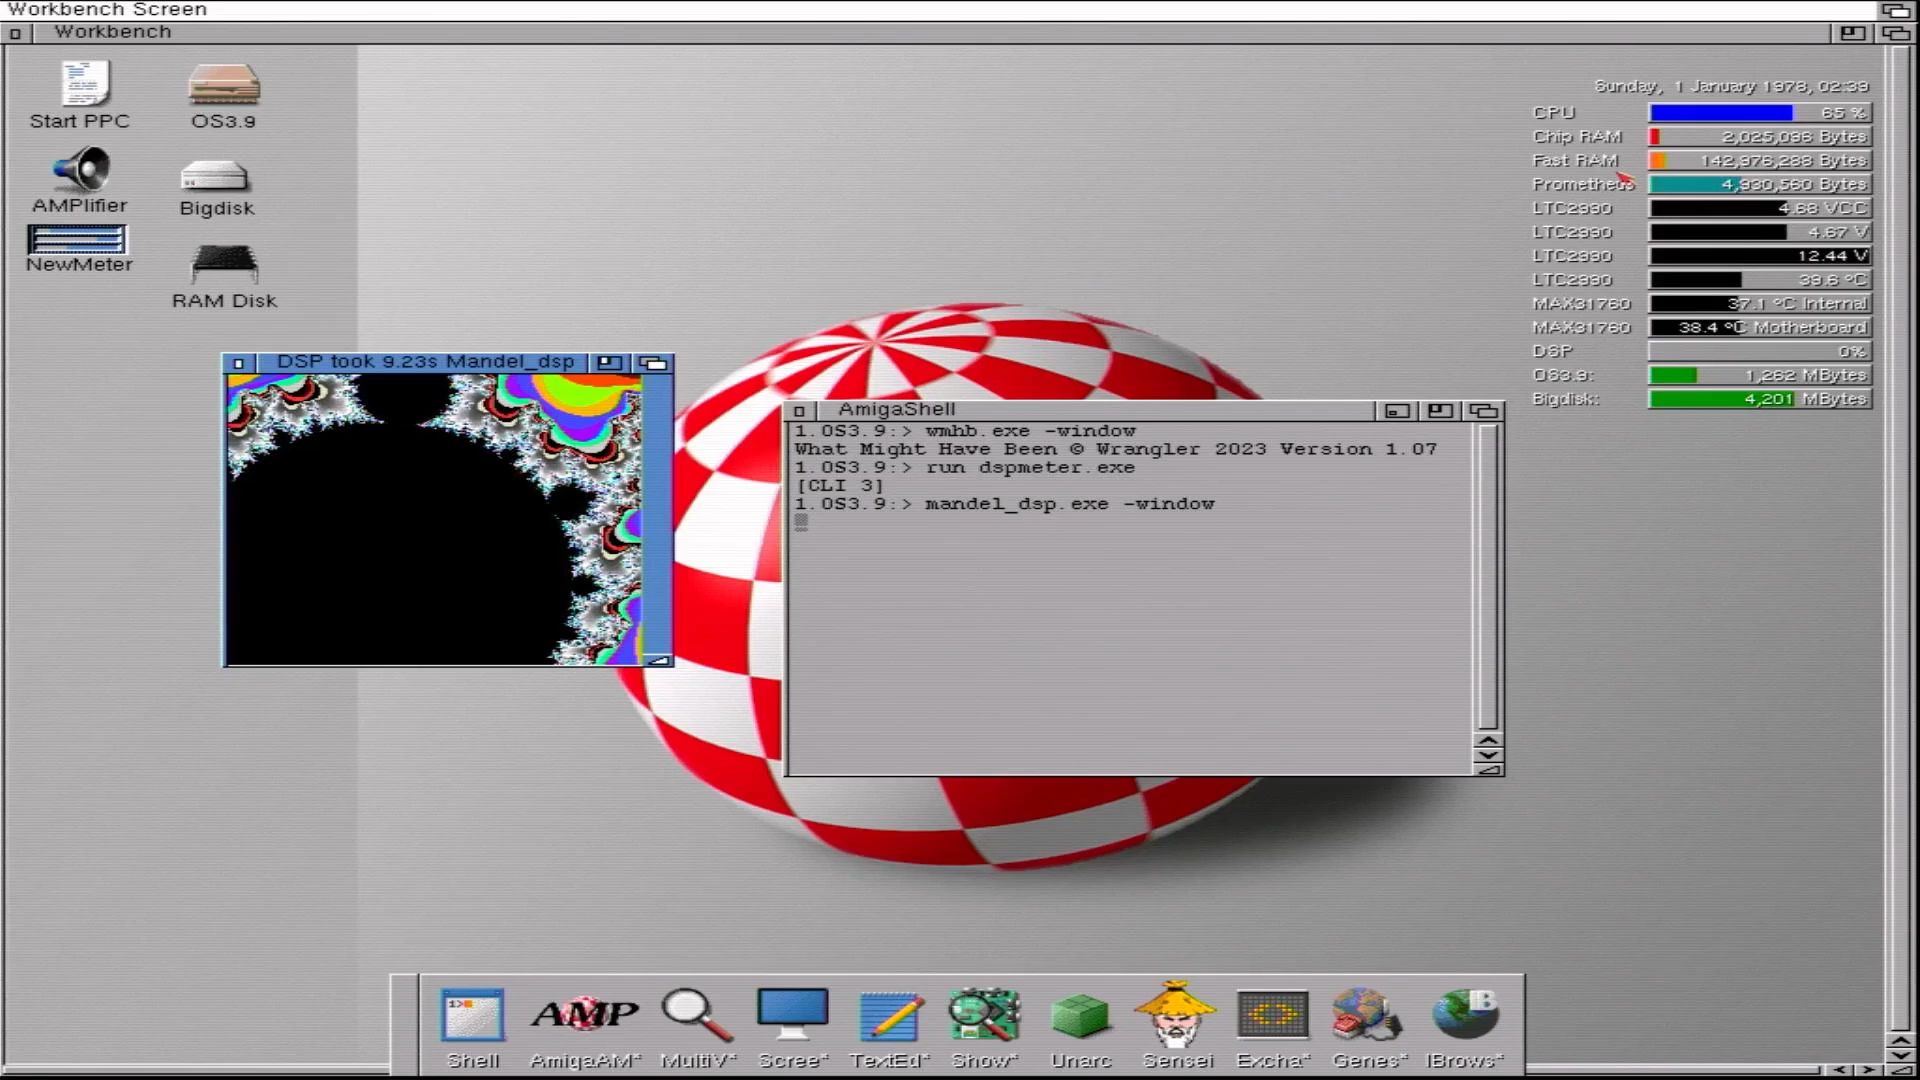 Workbench Screen
Workbench
Start PPC
OS3.9
AMPlifier
Bigdisk
NewMeter
RAM Disk
Sunday, 1 January 1978, 02:39
CPU 65 %
Chip RAM 2,025,096 Bytes
Fast RAM 142,976,288 Bytes
Prometheus 4,930,560 Bytes
LTC2990 4.68 VCC
LTC2990 4.67 V
LTC2990 12.44 V
LTC2990 39.6 °C
MAX31760 37.1 °C Internal
MAX31760 38.4 °C Motherboard
DSP 0%
OS3.9: 1,262 MBytes
Bigdisk: 4,201 MBytes
DSP took 9.23s Mandel_dsp
AmigaShell
1.OS3.9:> wmhb.exe -window
What Might Have Been © Wrangler 2023 Version 1.07
1.OS3.9:> run dspmeter.exe
[CLI 3]
1.OS3.9:> mandel_dsp.exe -window
1>
AMP
B
Shell
AmigaAM*
MultiV*
Scree*
TextEd*
Show*
Unarc
Sensei
Excha*
Genes*
IBrows*